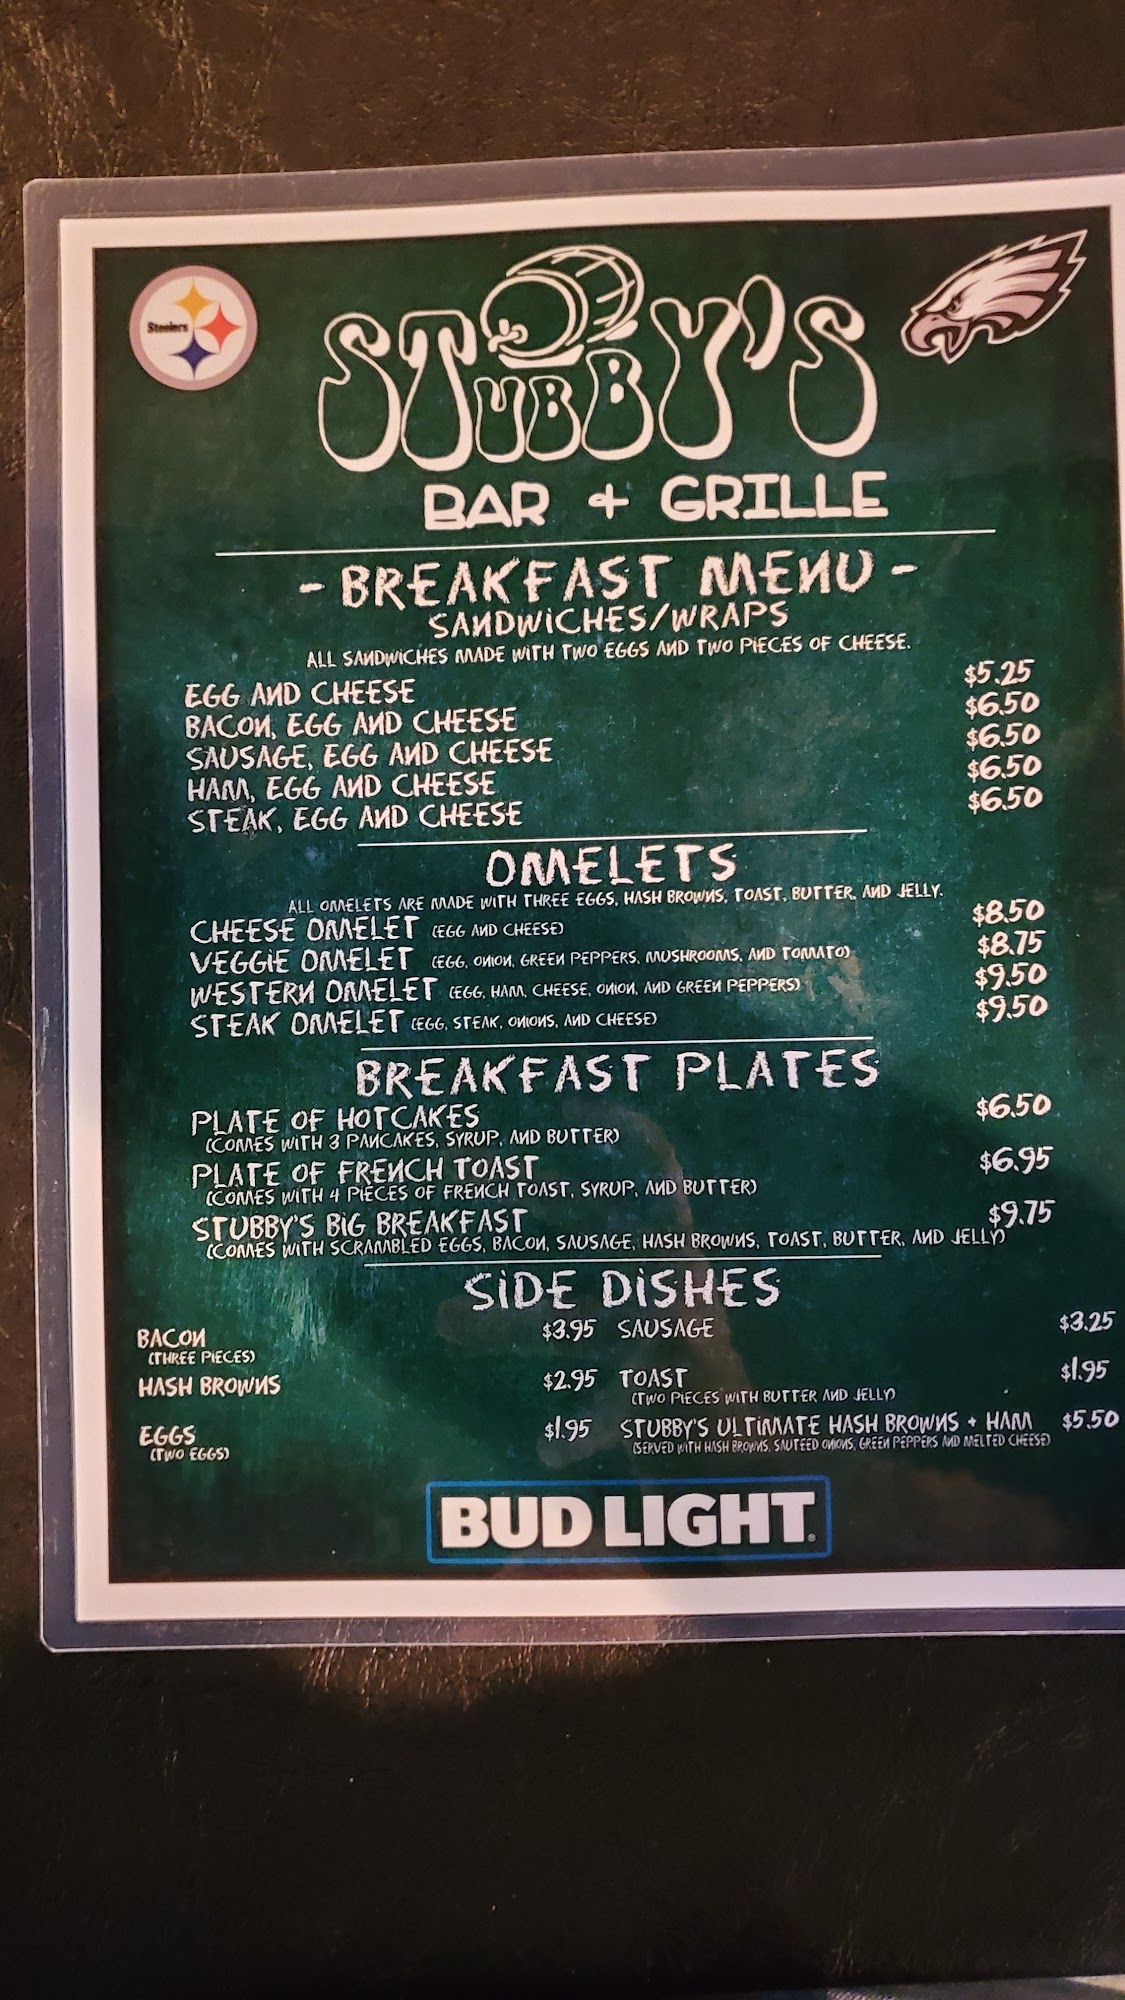 Steelers
STUBBY'S
BAR + GRILLE
- BREAKFAST MENU -
SANDWICHES/WRAPS
ALL SANDWICHES MADE WITH TWO EGGS AND TWO PIECES OF CHEESE.
EGG AND CHEESE $5.25
BACON, EGG AND CHEESE $6.50
SAUSAGE, EGG AND CHEESE $6.50
HAM, EGG AND CHEESE $6.50
STEAK, EGG AND CHEESE $6.50
OMELETS
ALL OMELETS ARE MADE WITH THREE EGGS, HASH BROWNS, TOAST, BUTTER, AND JELLY.
CHEESE OMELET (EGG AND CHEESE) $8.50
VEGGIE OMELET (EGG, ONION, GREEN PEPPERS, MUSHROOMS, AND TOMATO) $8.75
WESTERN OMELET (EGG, HAM, CHEESE, ONION, AND GREEN PEPPERS) $9.50
STEAK OMELET (EGG, STEAK, ONIONS, AND CHEESE) $9.50
BREAKFAST PLATES
PLATE OF HOTCAKES $6.50
(COMES WITH 3 PANCAKES, SYRUP, AND BUTTER)
PLATE OF FRENCH TOAST $6.95
(COMES WITH 4 PIECES OF FRENCH TOAST, SYRUP, AND BUTTER)
STUBBY'S BIG BREAKFAST $9.75
(COMES WITH SCRAMBLED EGGS, BACON, SAUSAGE, HASH BROWNS, TOAST, BUTTER, AND JELLY)
SIDE DISHES
BACON $3.95 SAUSAGE $3.25
(THREE PIECES)
HASH BROWNS $2.95 TOAST $1.95
(TWO PIECES WITH BUTTER AND JELLY)
EGGS $1.95 STUBBY'S ULTIMATE HASH BROWNS + HAM $5.50
(TWO EGGS) (SERVED WITH HASH BROWNS, SAUTEED ONIONS, GREEN PEPPERS AND MELTED CHEESE)
BUD LIGHT